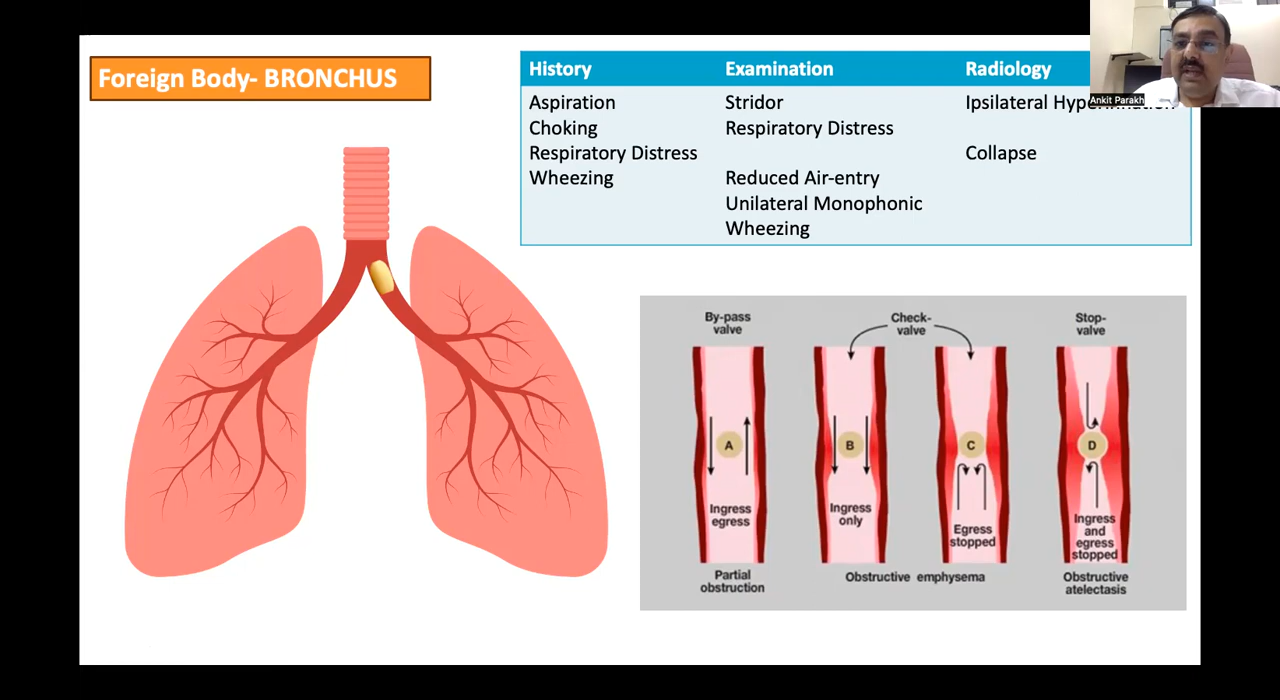 Foreign Body- BRONCHUS
History Examination Radiology
Aspiration Stridor Ipsilateral
Choking Respiratory Distress
Respiratory Distress Collapse
Wheezing Reduced Air-entry
Unilateral Monophonic
Wheezing
Ankit Parakh
By-pass
valve
Check-
valve
Stop-
valve
A
B
C
D
Ingress
egress
Ingress
only
Egress
stopped
Ingress
and
egress
stopped
Partial
obstruction
Obstructive emphysema
Obstructive
atelectasis